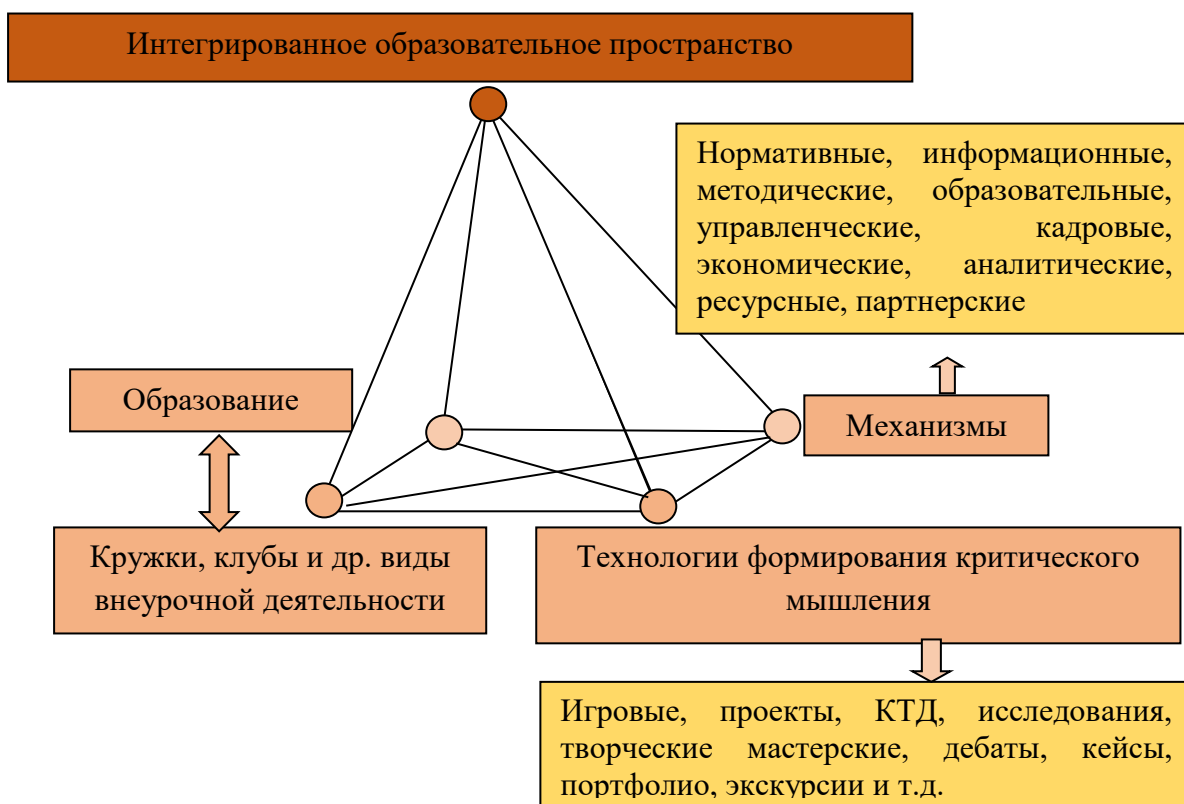 Интегрированное образовательное пространство
Нормативные, информационные,
методические, образовательные,
управленческие, кадровые,
экономические, аналитические,
ресурсные, партнерские
Образование
Механизмы
Кружки, клубы и др. виды
внеурочной деятельности
Технологии формирования критического
мышления
Игровые, проекты, КТД, исследования,
творческие мастерские, дебаты, кейсы,
портфолио, экскурсии и т.д.